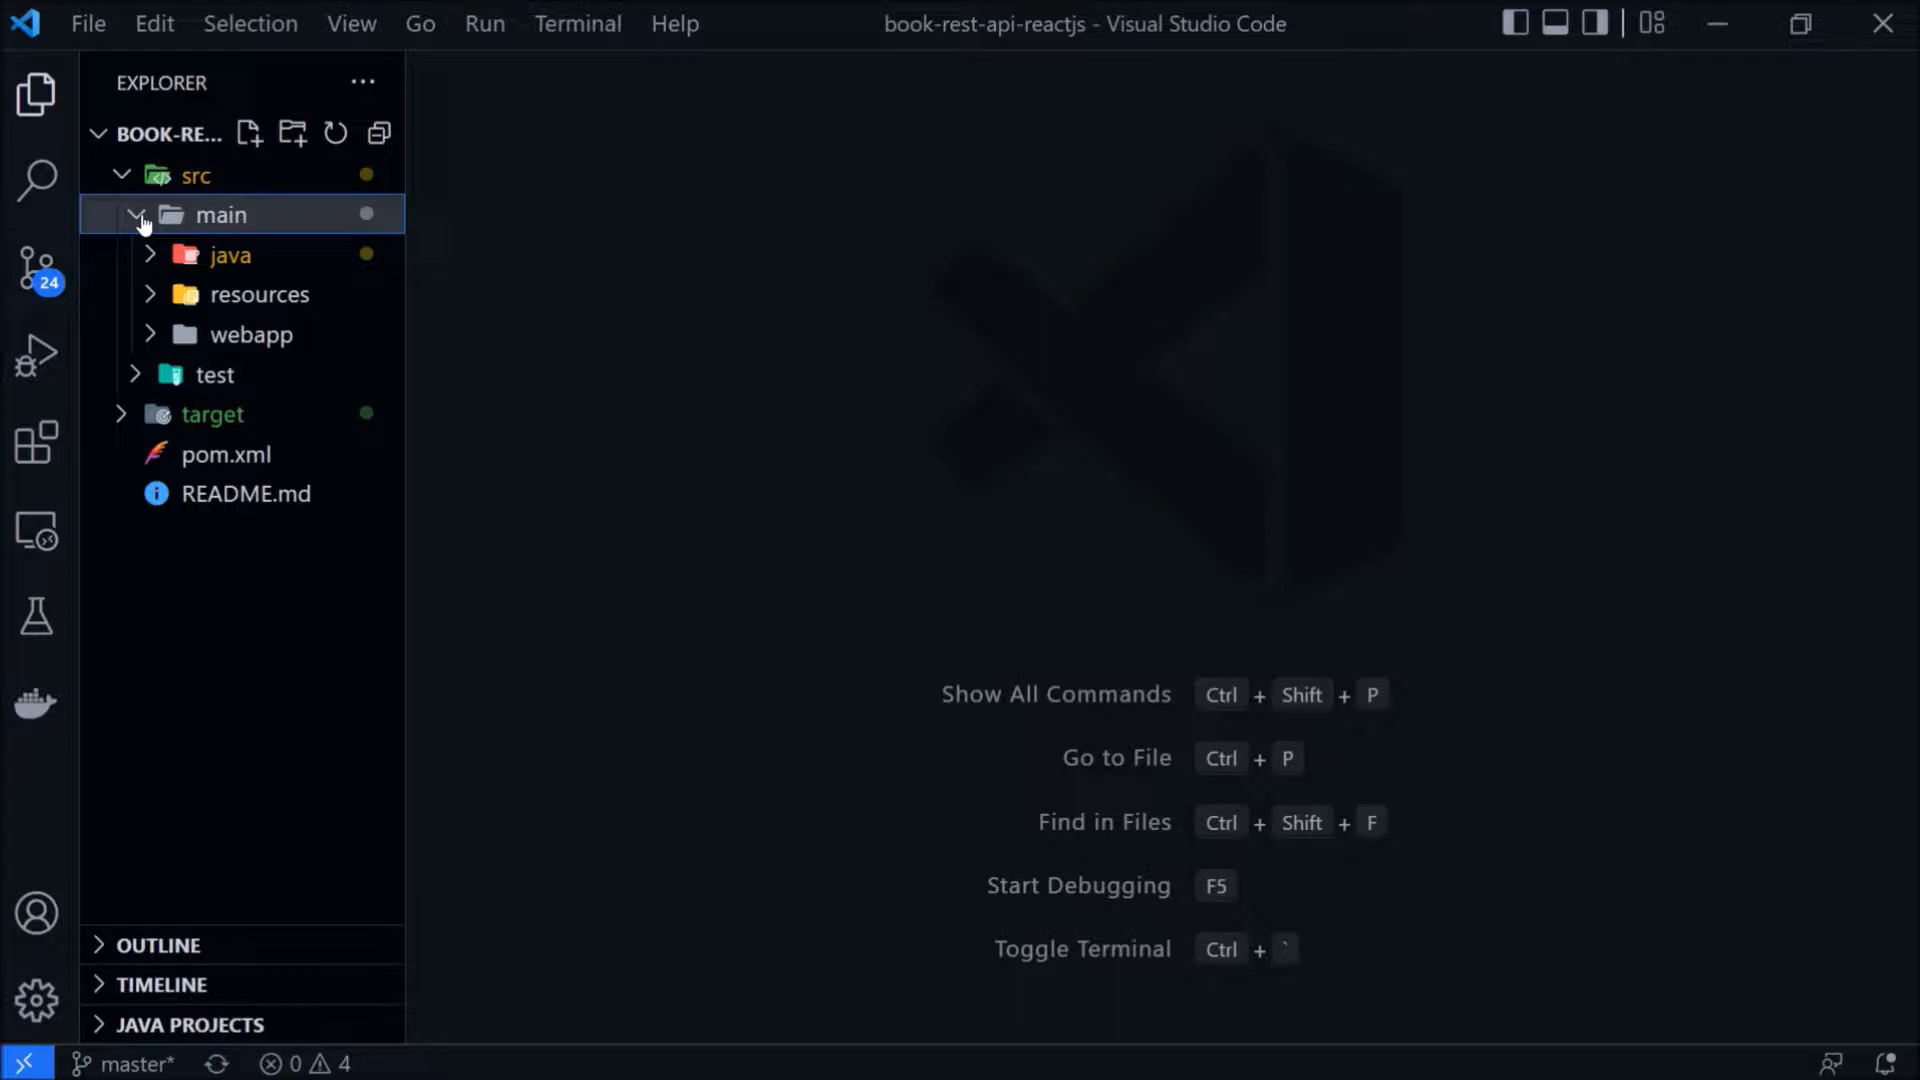 File Edit Selection View Go Run Terminal Help book-rest-api-reactjs - Visual Studio Code
EXPLORER
BOOK-RE...
src
main
java
resources
webapp
test
target
pom.xml
README.md
24
Show All Commands Ctrl + Shift + P
Go to File Ctrl + P
Find in Files Ctrl + Shift + F
Start Debugging F5
Toggle Terminal Ctrl + `
OUTLINE
TIMELINE
JAVA PROJECTS
master* 0 4